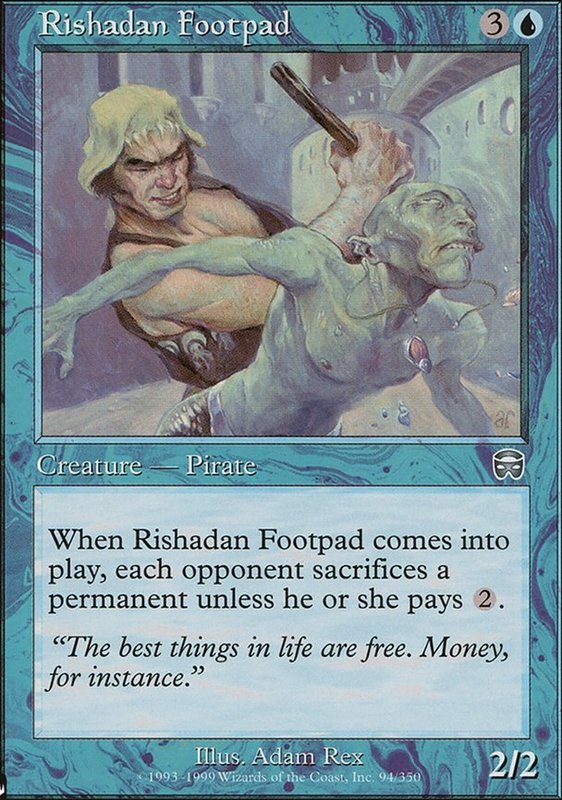 Rishadan Footpad
3
Creature — Pirate
When Rishadan Footpad comes into
play, each opponent sacrifices a
permanent unless he or she pays 2.
“The best things in life are free. Money,
for instance.”
Illus. Adam Rex
©1993-1999 Wizards of the Coast, Inc. 94/350
2/2
ar